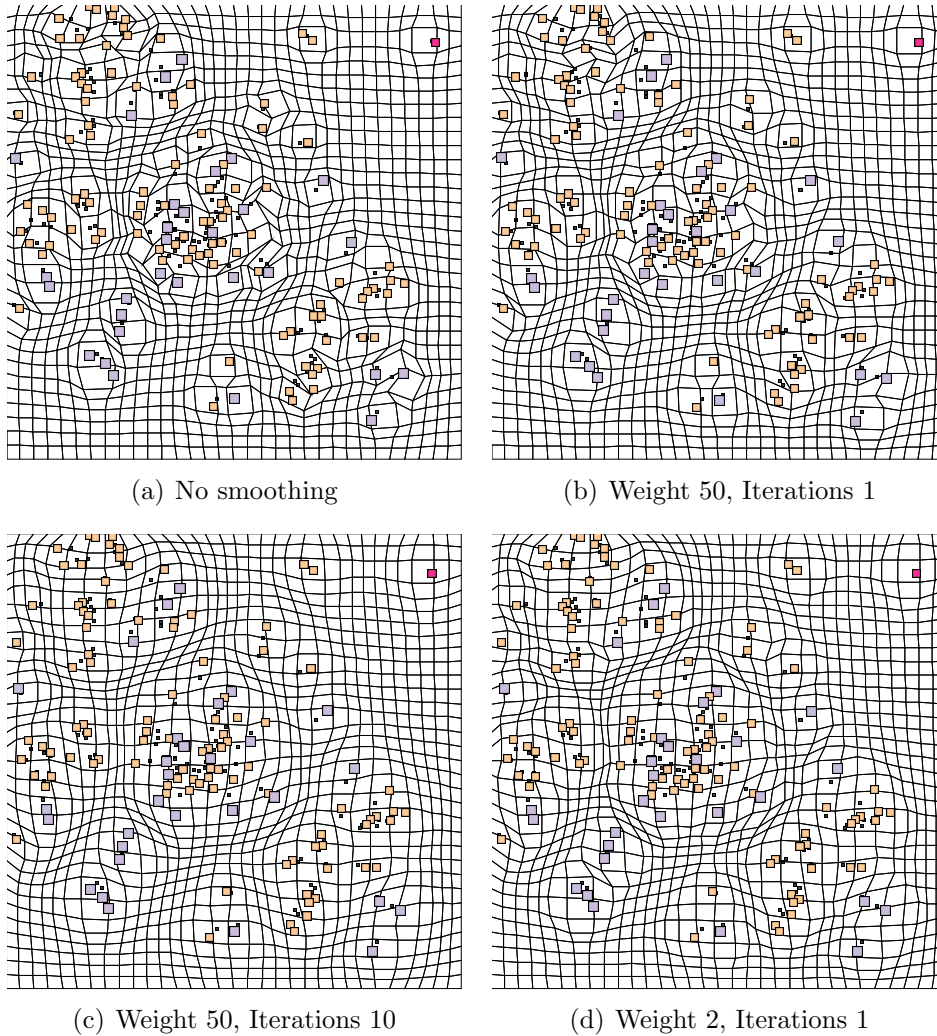 (a) No smoothing
(b) Weight 50, Iterations 1
(c) Weight 50, Iterations 10
(d) Weight 2, Iterations 1